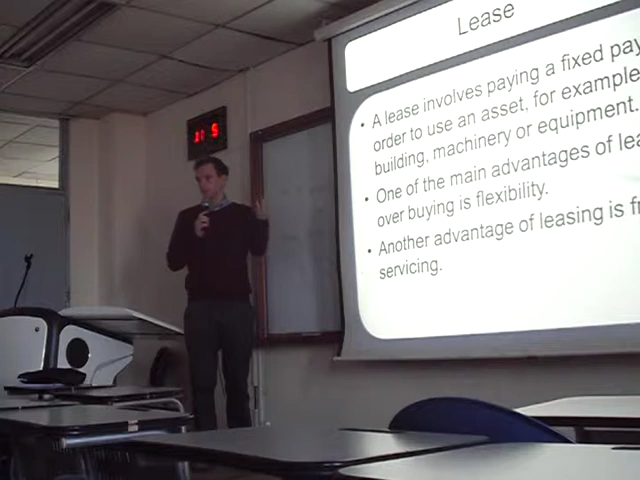 Lease
• A lease involves paying a fixed
order to use an asset, for example
building, machinery or equipment.
• One of the main advantages of
over buying is flexibility.
• Another advantage of leasing is
servicing.